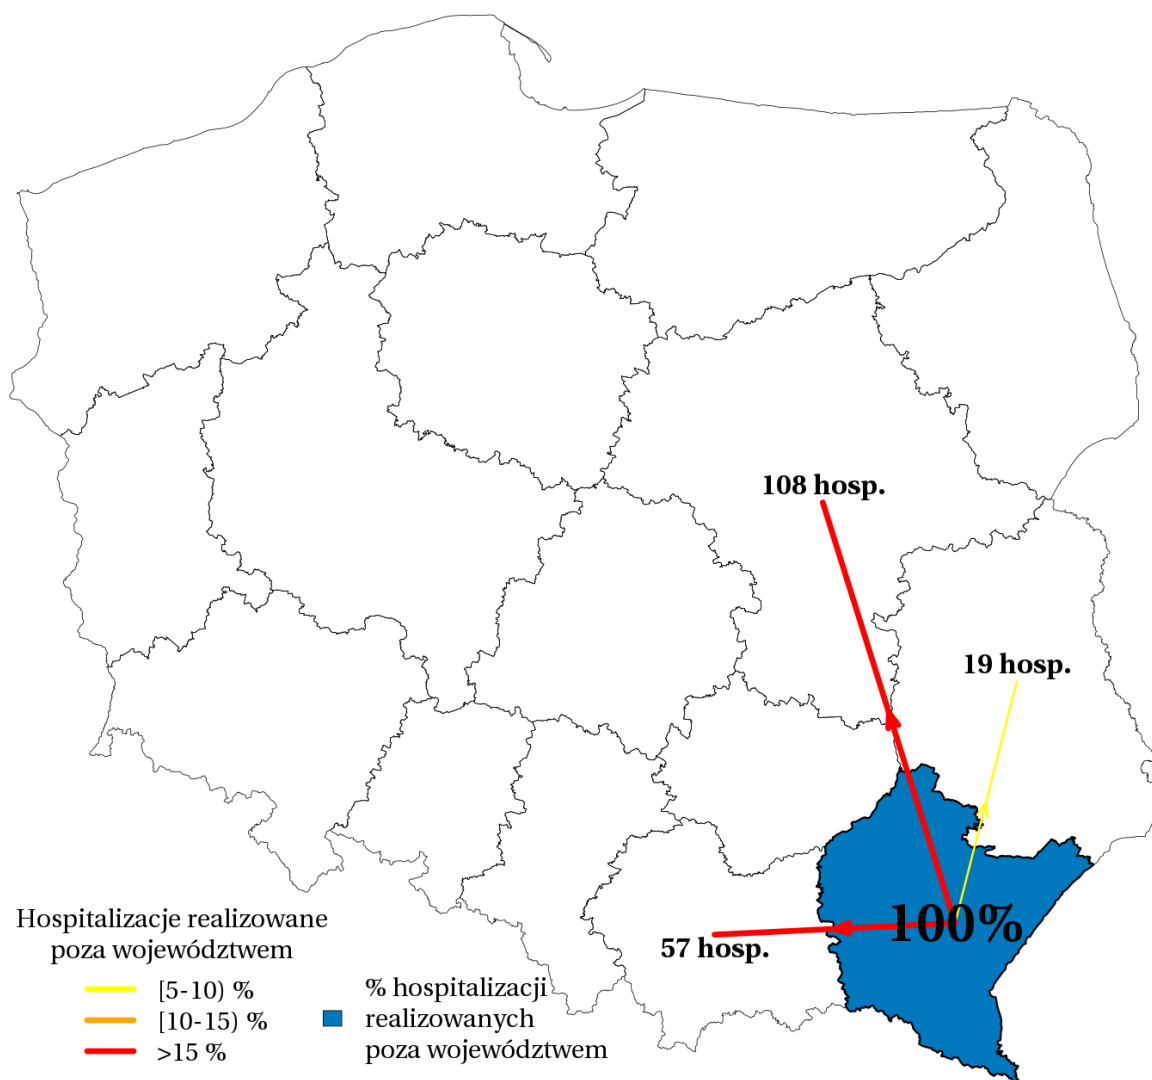 108 hosp.
19 hosp.
100%
57 hosp.
Hospitalizacje realizowane
poza województwem
[5-10) %
[10-15) %
>15 %
% hospitalizacji
realizowanych
poza województwem